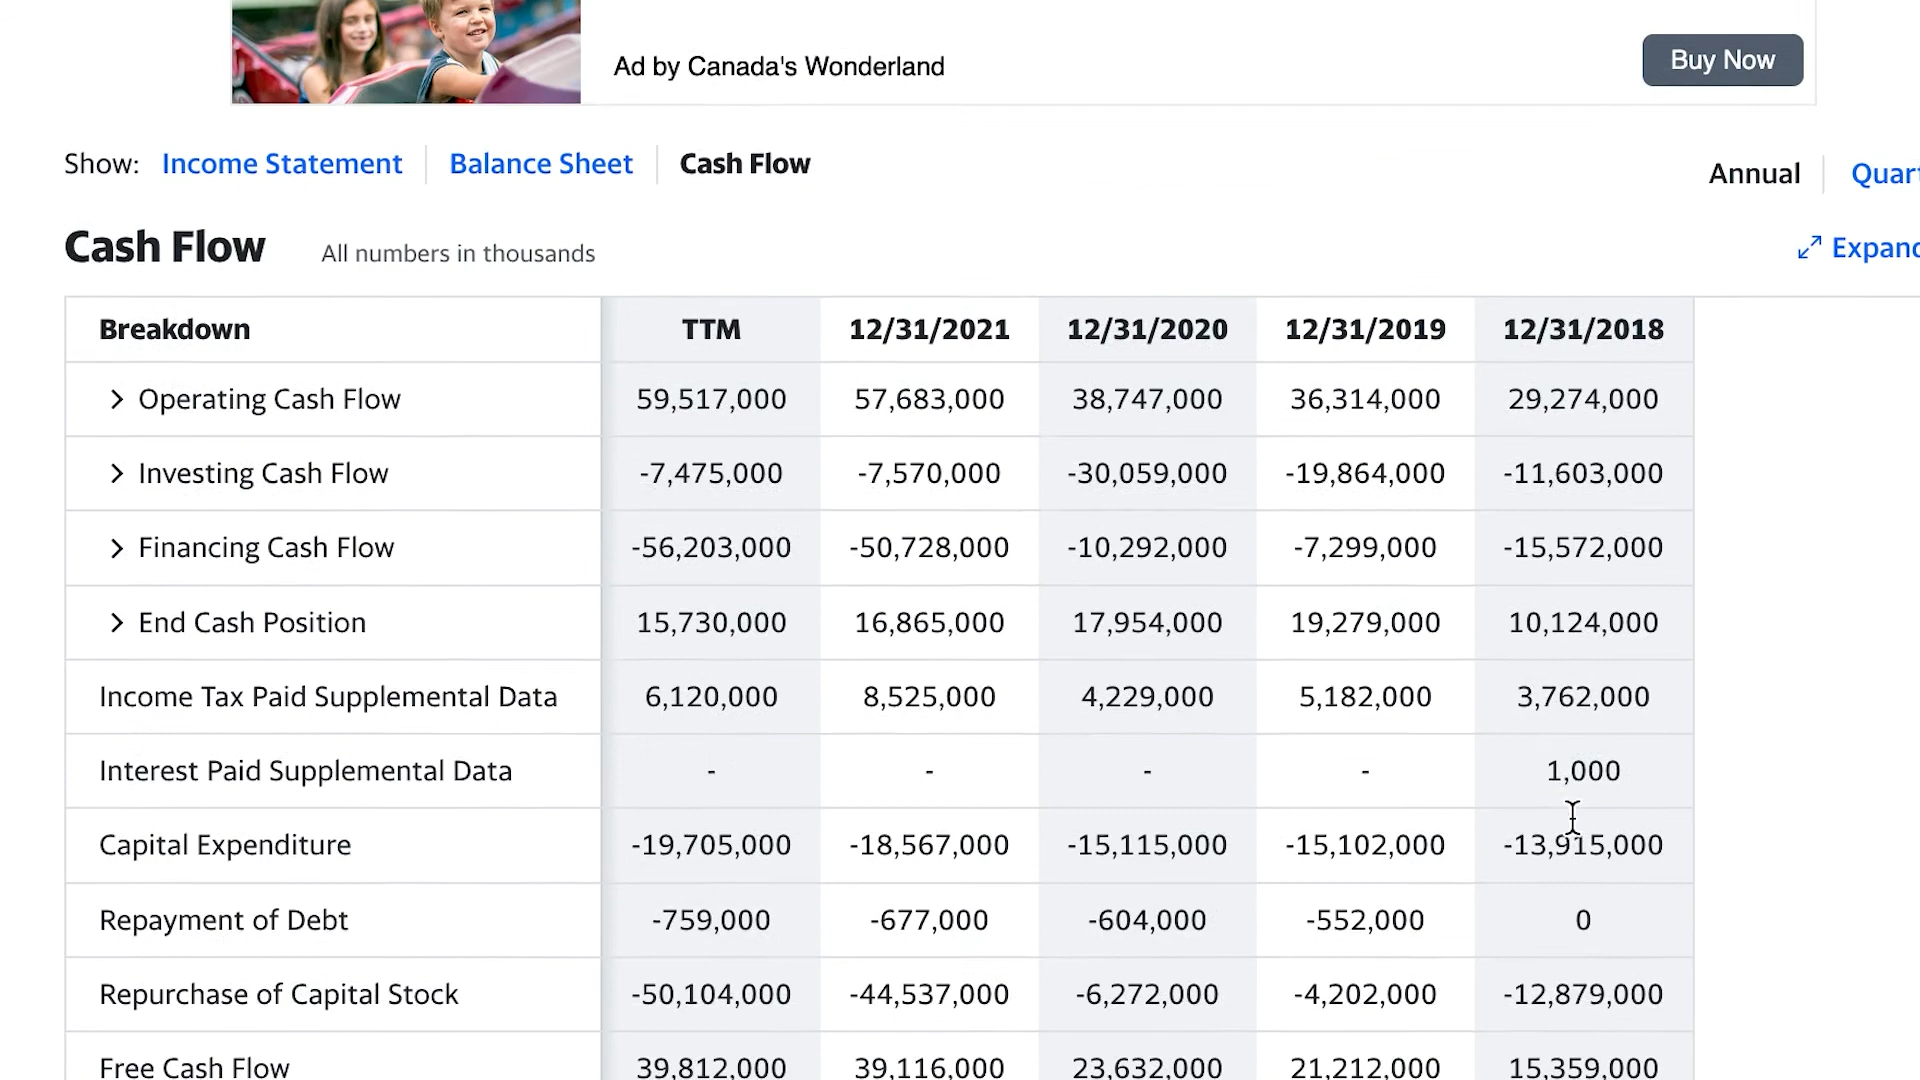 Ad by Canada's Wonderland
Buy Now
Show: Income Statement Balance Sheet Cash Flow
Annual Quart
Cash Flow All numbers in thousands
Expand
Breakdown TTM 12/31/2021 12/31/2020 12/31/2019 12/31/2018
Operating Cash Flow 59,517,000 57,683,000 38,747,000 36,314,000 29,274,000
Investing Cash Flow -7,475,000 -7,570,000 -30,059,000 -19,864,000 -11,603,000
Financing Cash Flow -56,203,000 -50,728,000 -10,292,000 -7,299,000 -15,572,000
End Cash Position 15,730,000 16,865,000 17,954,000 19,279,000 10,124,000
Income Tax Paid Supplemental Data 6,120,000 8,525,000 4,229,000 5,182,000 3,762,000
Interest Paid Supplemental Data - - - - 1,000
Capital Expenditure -19,705,000 -18,567,000 -15,115,000 -15,102,000 -13,915,000
Repayment of Debt -759,000 -677,000 -604,000 -552,000 0
Repurchase of Capital Stock -50,104,000 -44,537,000 -6,272,000 -4,202,000 -12,879,000
Free Cash Flow 39,812,000 39,116,000 23,632,000 21,212,000 15,359,000